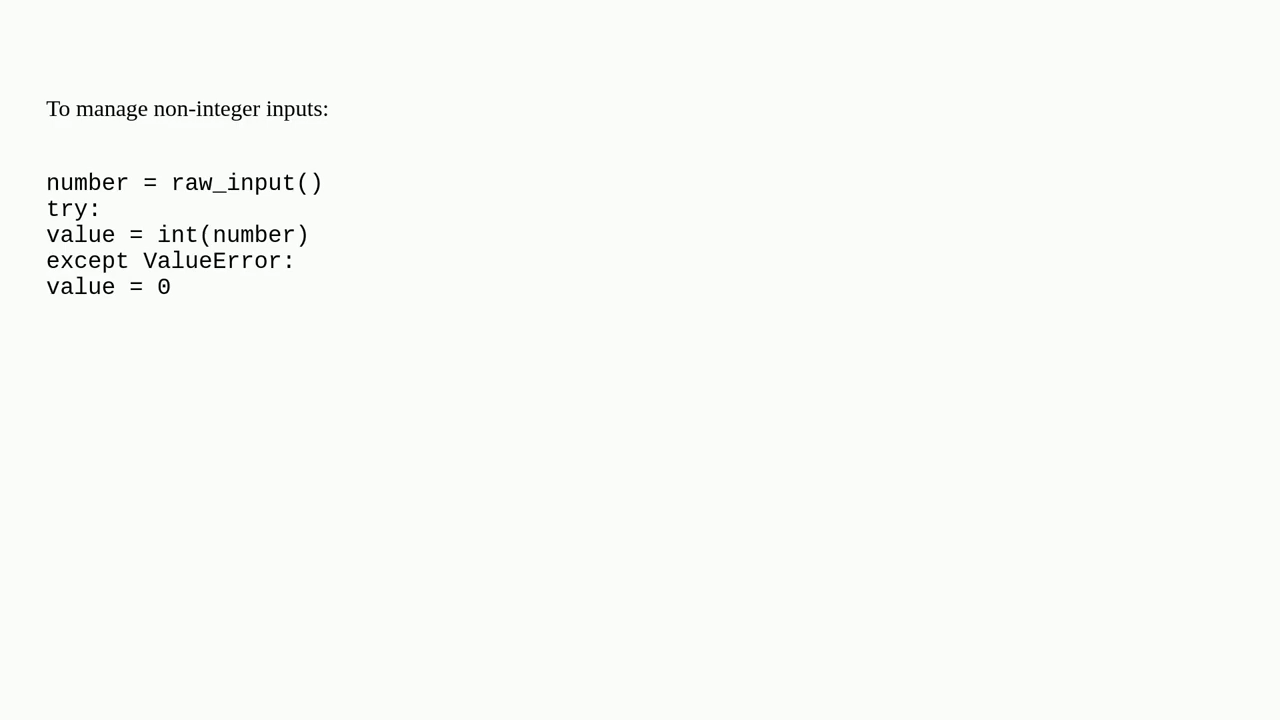 To manage non-integer inputs:
number = raw_input()
try:
value = int(number)
except ValueError:
value = 0